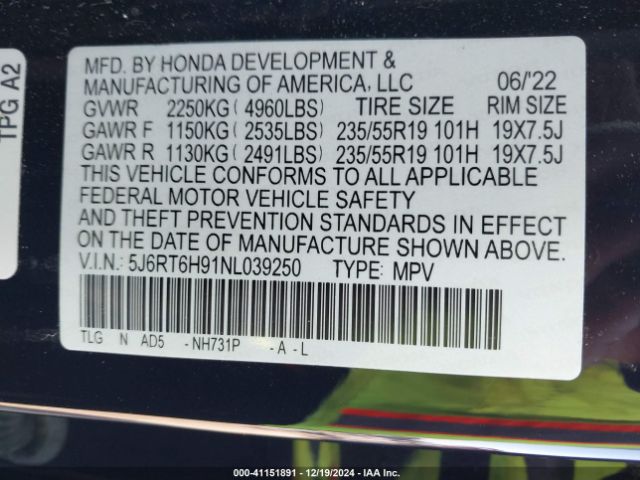 TPG A2
MFD. BY HONDA DEVELOPMENT &
MANUFACTURING OF AMERICA, LLC 06/'22
GVWR 2250KG( 4960LBS) TIRE SIZE RIM SIZE
GAWR F 1150KG( 2535LBS) 235/55R19 101H 19X7.5J
GAWR R 1130KG( 2491LBS) 235/55R19 101H 19X7.5J
THIS VEHICLE CONFORMS TO ALL APPLICABLE
FEDERAL MOTOR VEHICLE SAFETY
AND THEFT PREVENTION STANDARDS IN EFFECT
ON THE DATE OF MANUFACTURE SHOWN ABOVE.
V.I.N.: 5J6RT6H91NL039250 TYPE: MPV
TLG N AD5 - NH731P - A - L
000-41151891 - 12/19/2024 - IAA Inc.